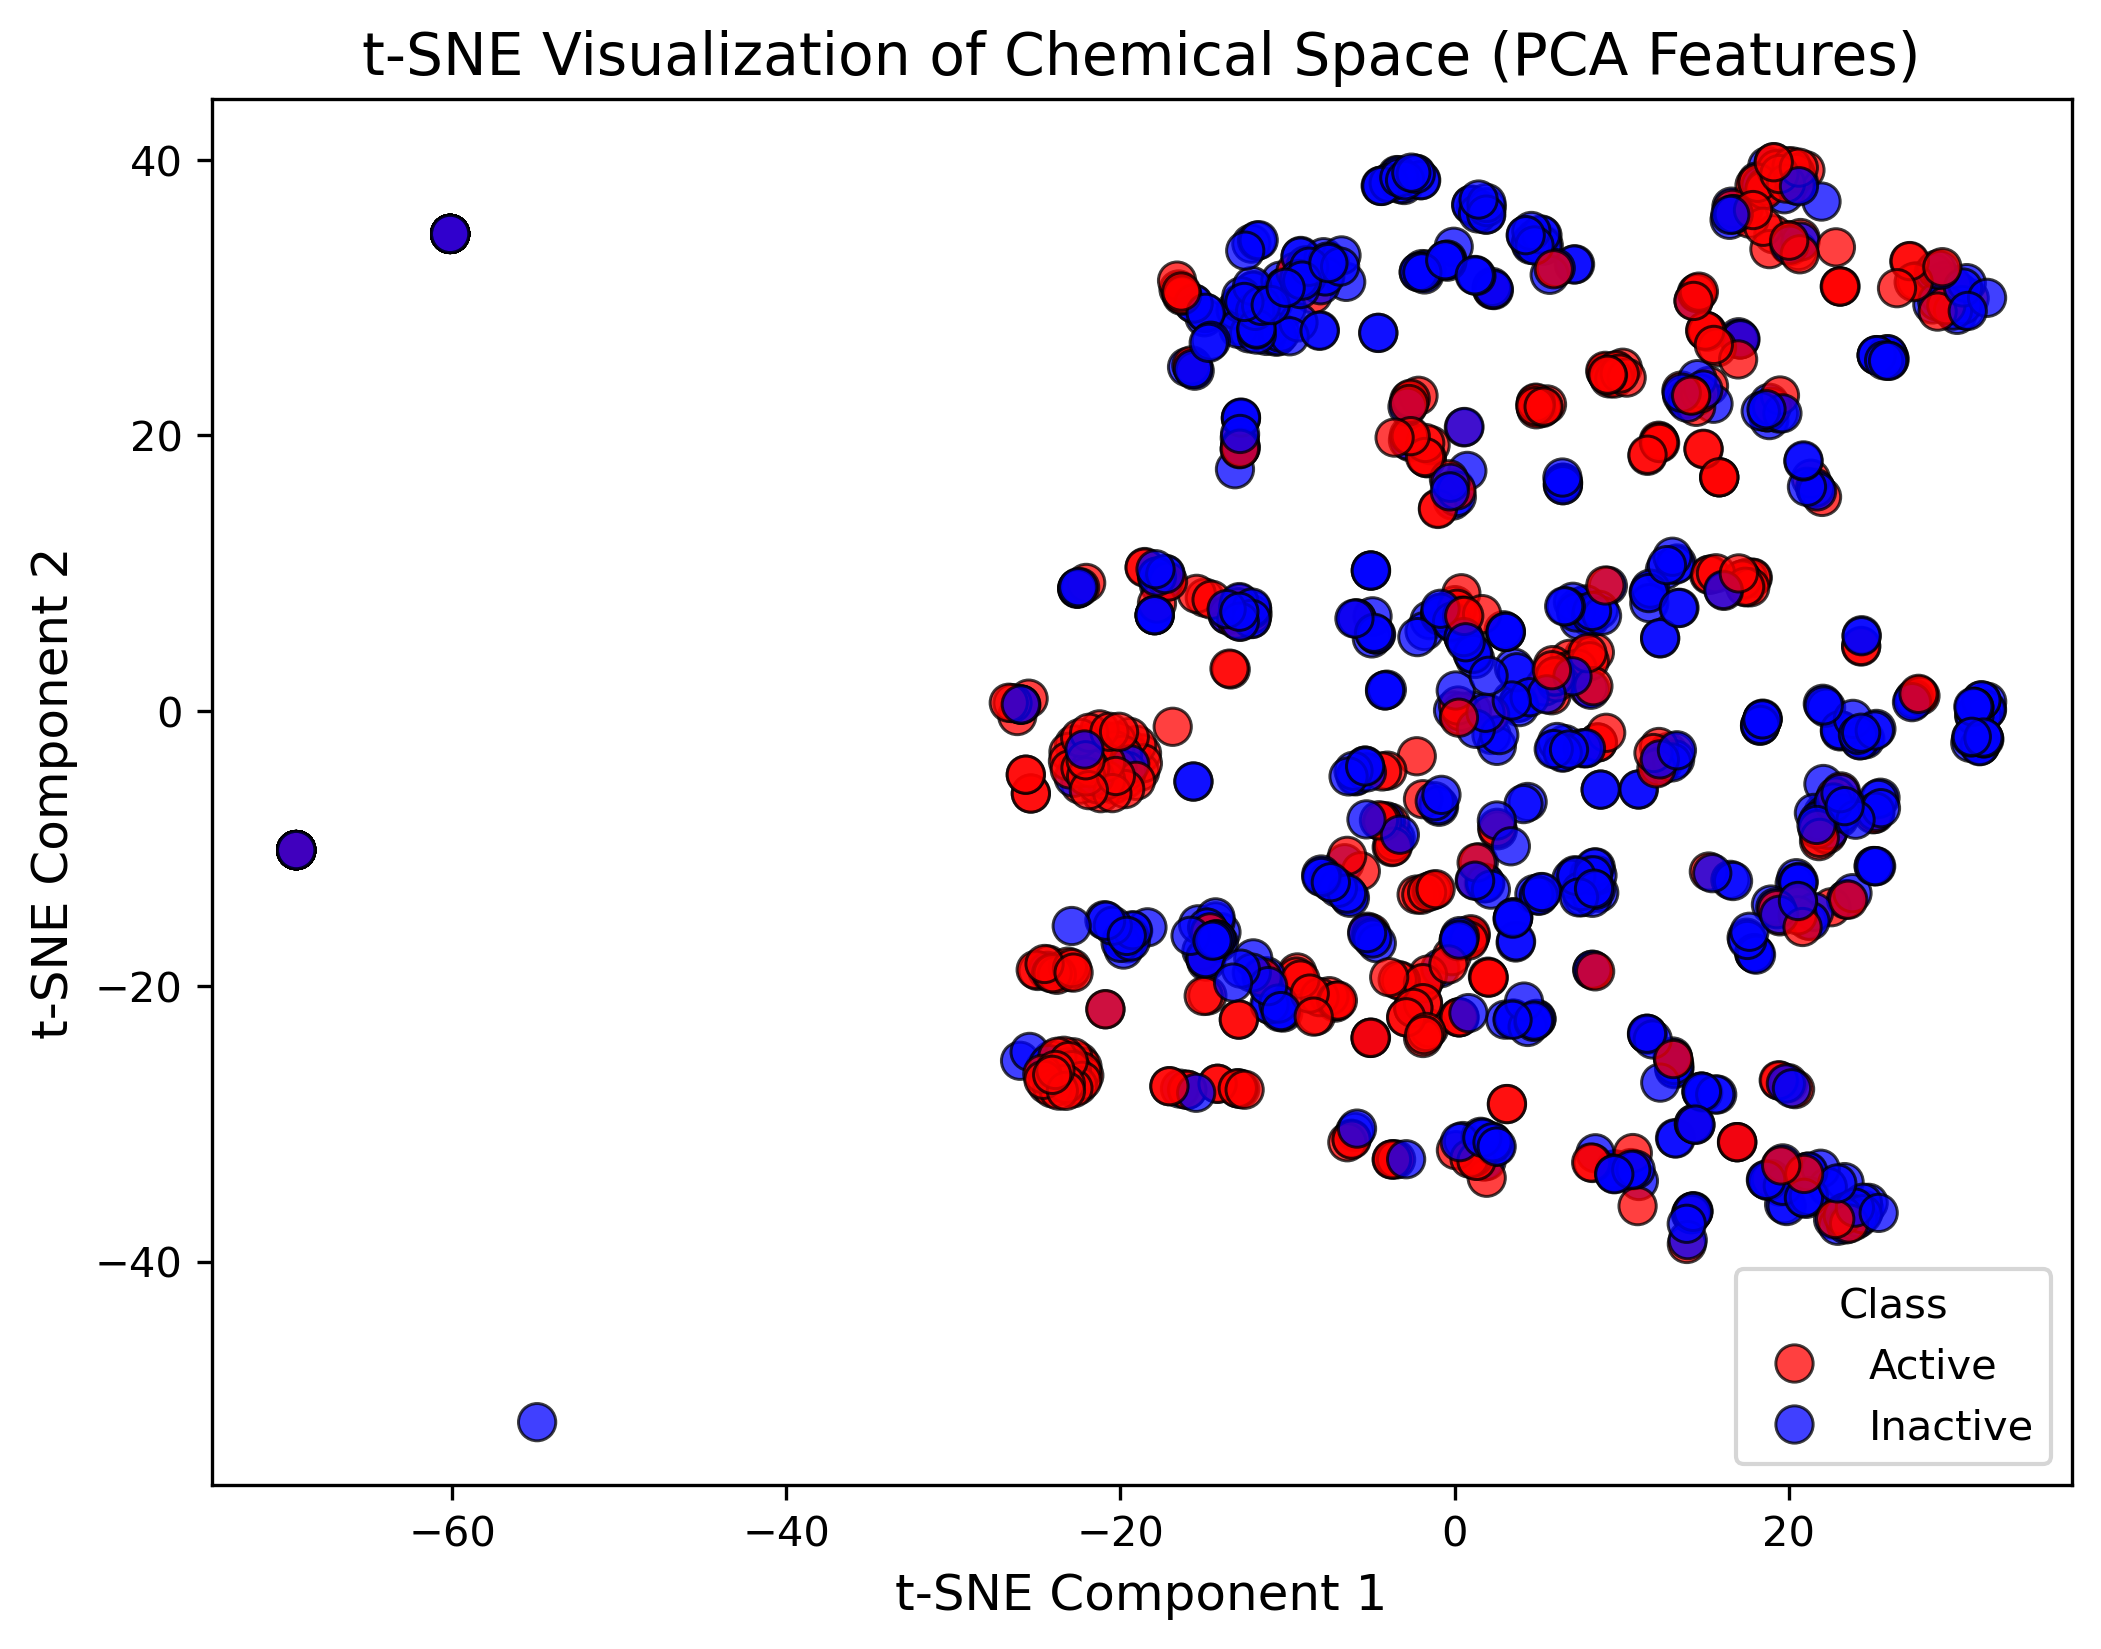 t-SNE Visualization of Chemical Space (PCA Features)
40
20
0
−20
−40
t-SNE Component 2
−60
−40
−20
0
20
t-SNE Component 1
Class
Active
Inactive